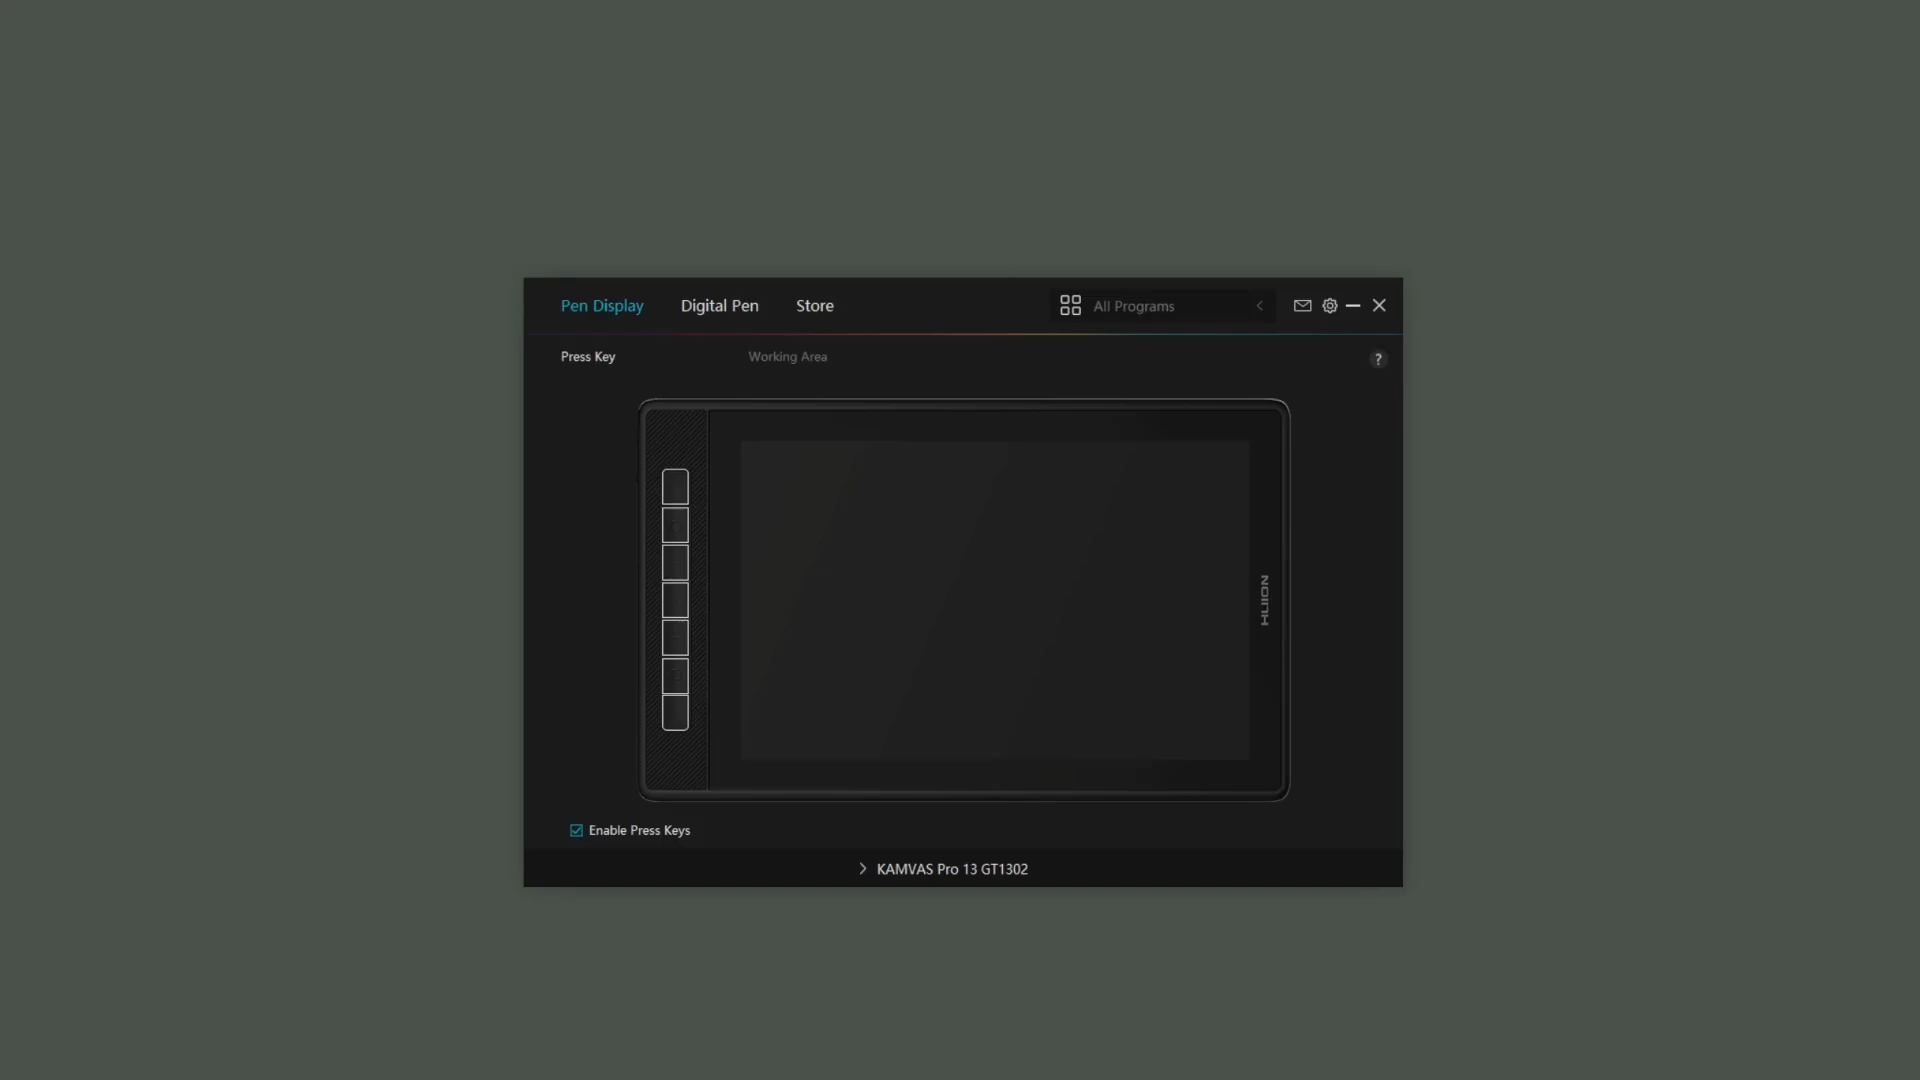 Pen Display
Digital Pen
Store
All Programs
Press Key
Working Area
?
HUION
Enable Press Keys
KAMVAS Pro 13 GT1302